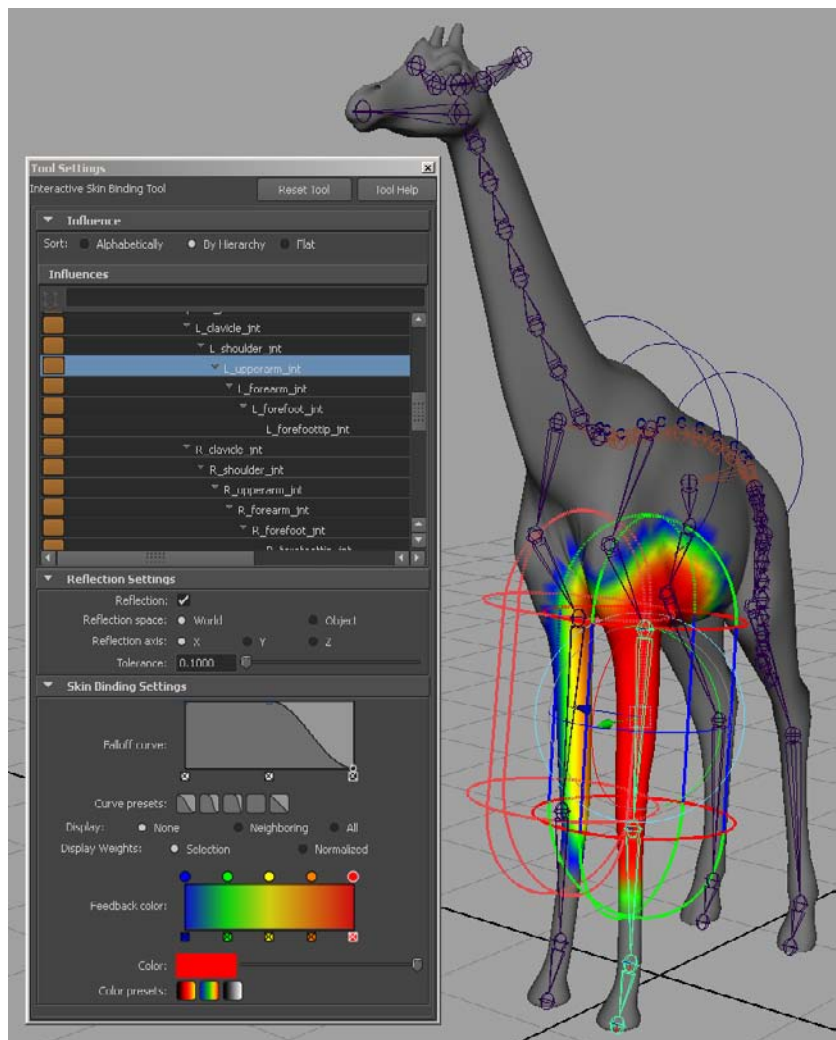 Tool Settings
Interactive Skin Binding Tool Reset Tool Tool Help
Influence
Sort: Alphabetically By Hierarchy Flat
Influences
L_clavicle_jnt
L_shoulder_jnt
L_upperarm_jnt
L_forearm_jnt
L_forefoot_jnt
L_forefoottip_jnt
R_clavicle_jnt
R_shoulder_jnt
R_upperarm_jnt
R_forearm_jnt
R_forefoot_jnt
Reflection Settings
Reflection:
Reflection space: World Object
Reflection axis: X Y Z
Tolerance: 0.1000
Skin Binding Settings
Falloff curve:
Curve presets:
Display: None Neighboring All
Display Weights: Selection Normalized
Feedback color:
Color:
Color presets: